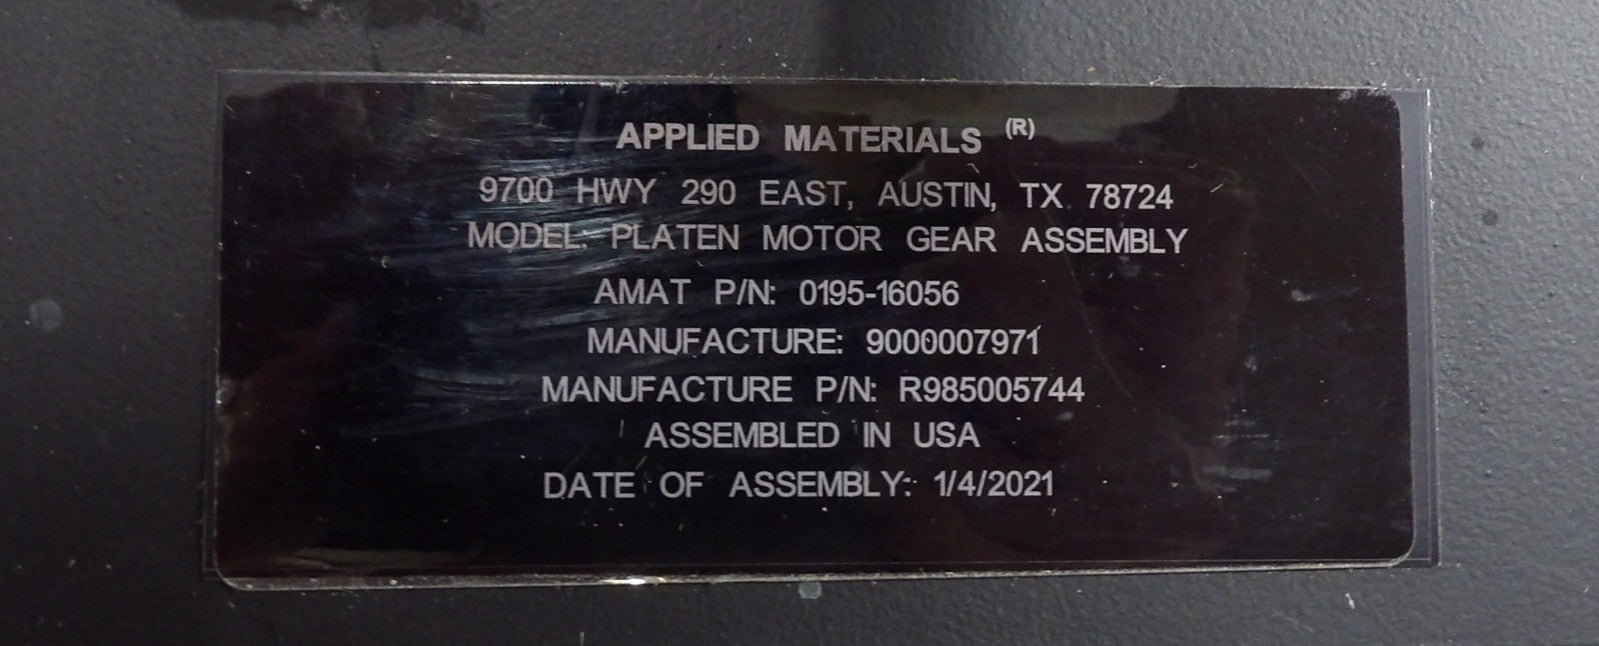 APPLIED MATERIALS (R)
9700 HWY 290 EAST, AUSTIN, TX 78724
MODEL: PLATEN MOTOR GEAR ASSEMBLY
AMAT P/N: 0195-16056
MANUFACTURE: 9000007971
MANUFACTURE P/N: R985005744
ASSEMBLED IN USA
DATE OF ASSEMBLY: 1/4/2021